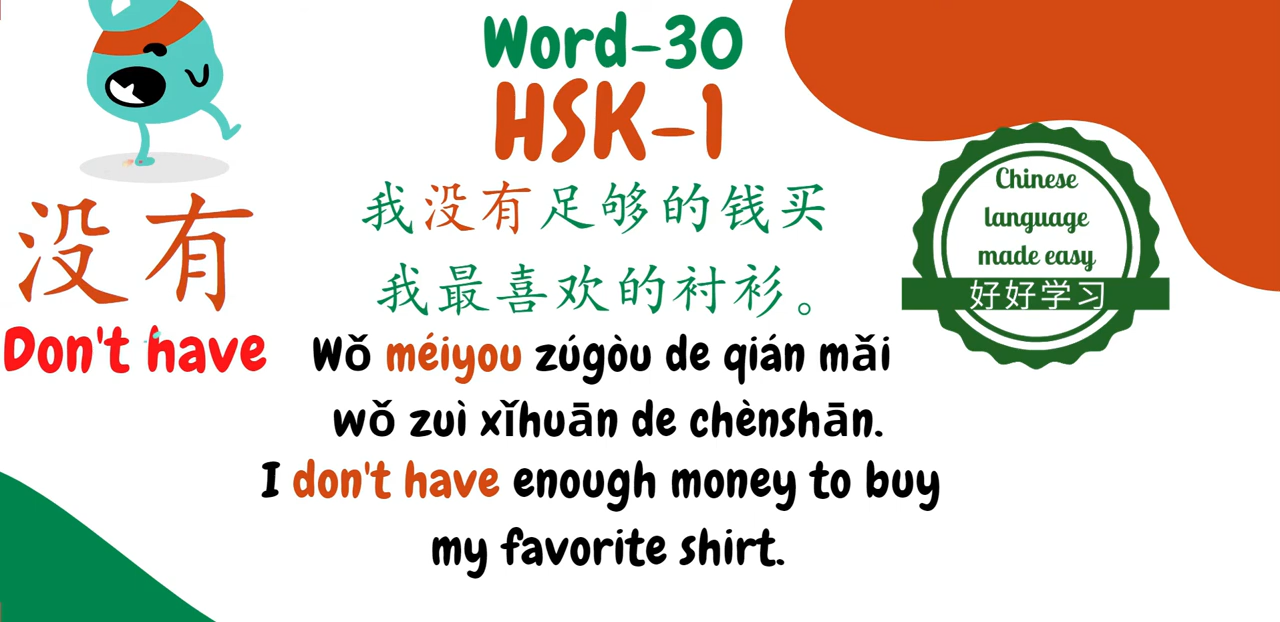 Word-30
HSK-1
没有
Don't have
我没有足够的钱买
我最喜欢的衬衫。
Wǒ méiyou zúgòu de qián mǎi
wǒ zuì xǐhuān de chènshān.
I don't have enough money to buy
my favorite shirt.
Chinese
language
made easy
好好学习